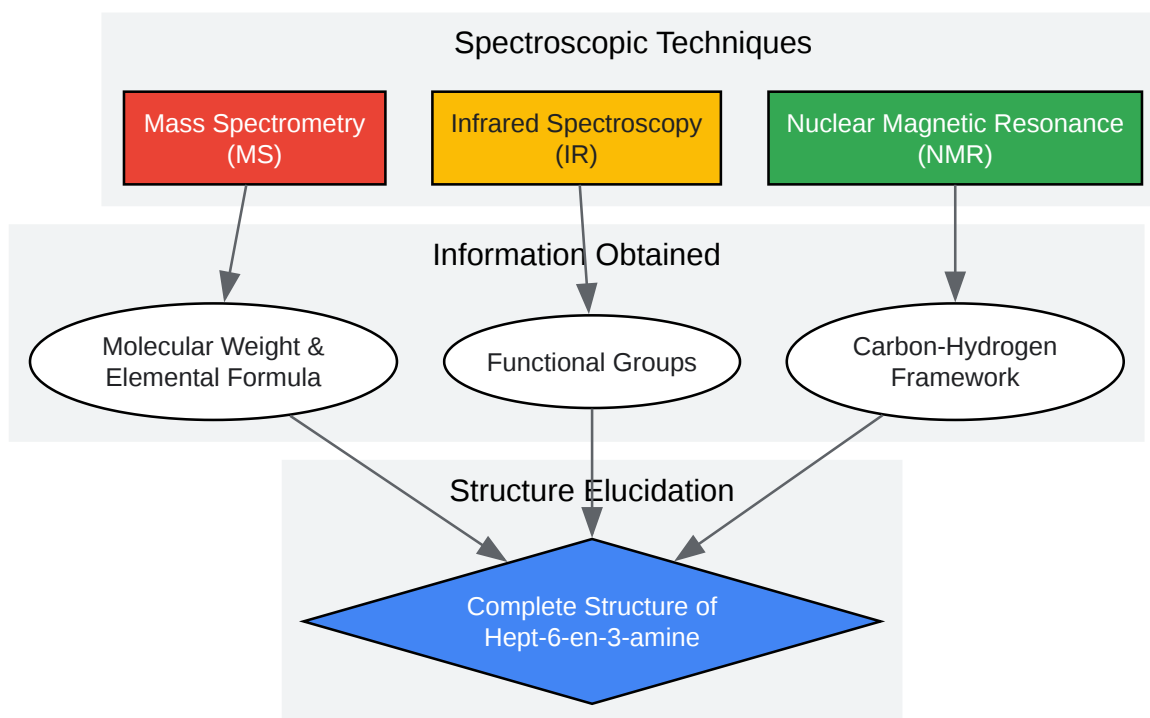 Spectroscopic Techniques
Mass Spectrometry
(MS)
Infrared Spectroscopy
(IR)
Nuclear Magnetic Resonance
(NMR)
Information Obtained
Molecular Weight &
Elemental Formula
Functional Groups
Carbon-Hydrogen
Framework
Structure Elucidation
Complete Structure of
Hept-6-en-3-amine